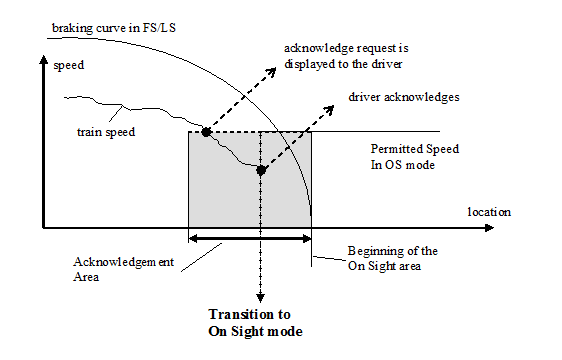 braking curve in FS/LS
acknowledge request is
displayed to the driver
speed
driver acknowledges
train speed
Permitted Speed
In OS mode
location
Acknowledgement
Area
Beginning of the
On Sight area
Transition to
On Sight mode